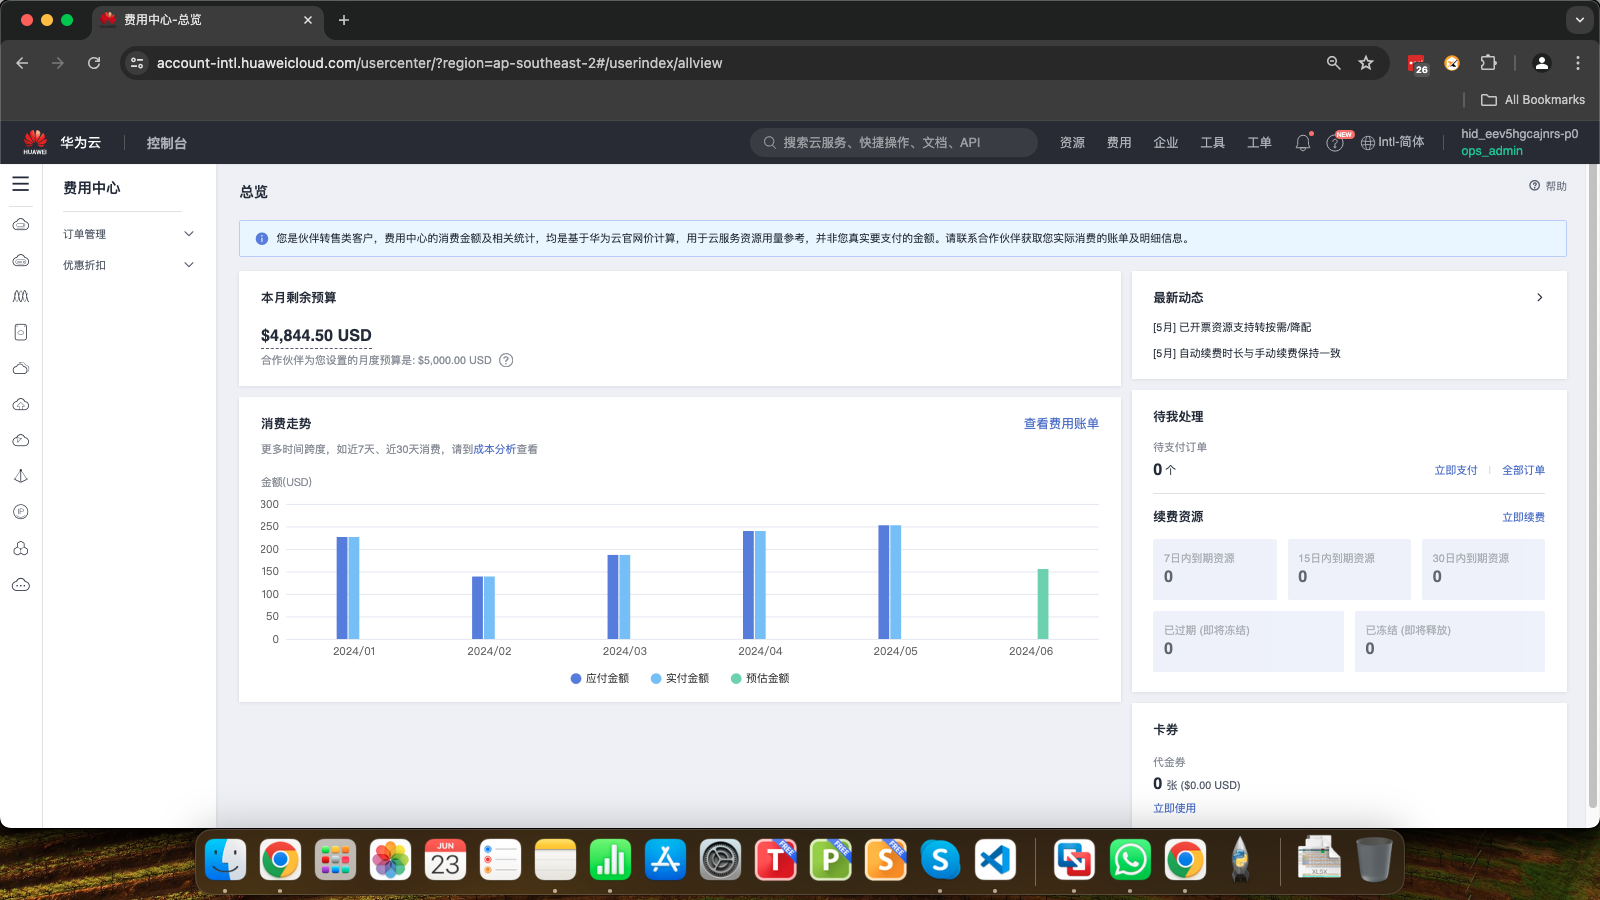 费用中心-总览
account-intl.huaweicloud.com/usercenter/?region=ap-southeast-2#/userindex/allview
26
All Bookmarks
HUAWEI
华为云
控制台
搜索云服务、快捷操作、文档、API
资源
费用
企业
工具
工单
NEW
Intl-简体
hid_eev5hgcajnrs-p0
ops_admin
费用中心
订单管理
优惠折扣
总览
帮助
您是伙伴转售类客户，费用中心的消费金额及相关统计，均是基于华为云官网价计算，用于云服务资源用量参考，并非您真实要支付的金额。请联系合作伙伴获取您实际消费的账单及明细信息。
本月剩余预算
$4,844.50 USD
合作伙伴为您设置的月度预算是: $5,000.00 USD
最新动态
[5月] 已开票资源支持转按需/降配
[5月] 自动续费时长与手动续费保持一致
消费走势
查看费用账单
更多时间跨度，如近7天、近30天消费，请到成本分析查看
金额(USD)
300
250
200
150
100
50
0
2024/01
2024/02
2024/03
2024/04
2024/05
2024/06
应付金额
实付金额
预估金额
待我处理
待支付订单
0 个
立即支付
全部订单
续费资源
立即续费
7日内到期资源
0
15日内到期资源
0
30日内到期资源
0
已过期 (即将冻结)
0
已冻结 (即将释放)
0
卡券
代金券
0 张 ($0.00 USD)
立即使用
IP
JUN
23
T
FREE
P
FREE
S
FREE
S
XLSX